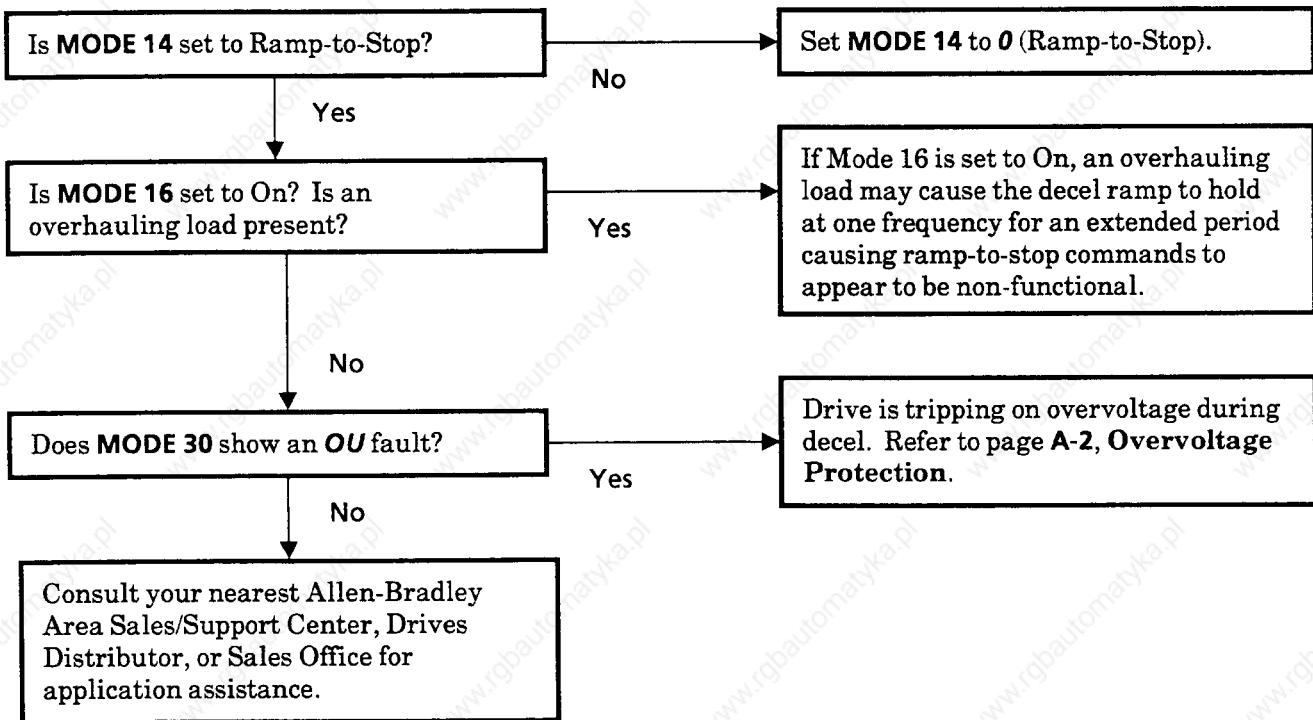 Is MODE 14 set to Ramp-to-Stop?
No
Set MODE 14 to 0 (Ramp-to-Stop).
Yes
Is MODE 16 set to On? Is an
overhauling load present?
Yes
If Mode 16 is set to On, an overhauling
load may cause the decel ramp to hold
at one frequency for an extended period
causing ramp-to-stop commands to
appear to be non-functional.
No
Does MODE 30 show an OU fault?
Yes
Drive is tripping on overvoltage during
decel. Refer to page A-2, Overvoltage
Protection.
No
Consult your nearest Allen-Bradley
Area Sales/Support Center, Drives
Distributor, or Sales Office for
application assistance.
www.rgbautomatyka.pl